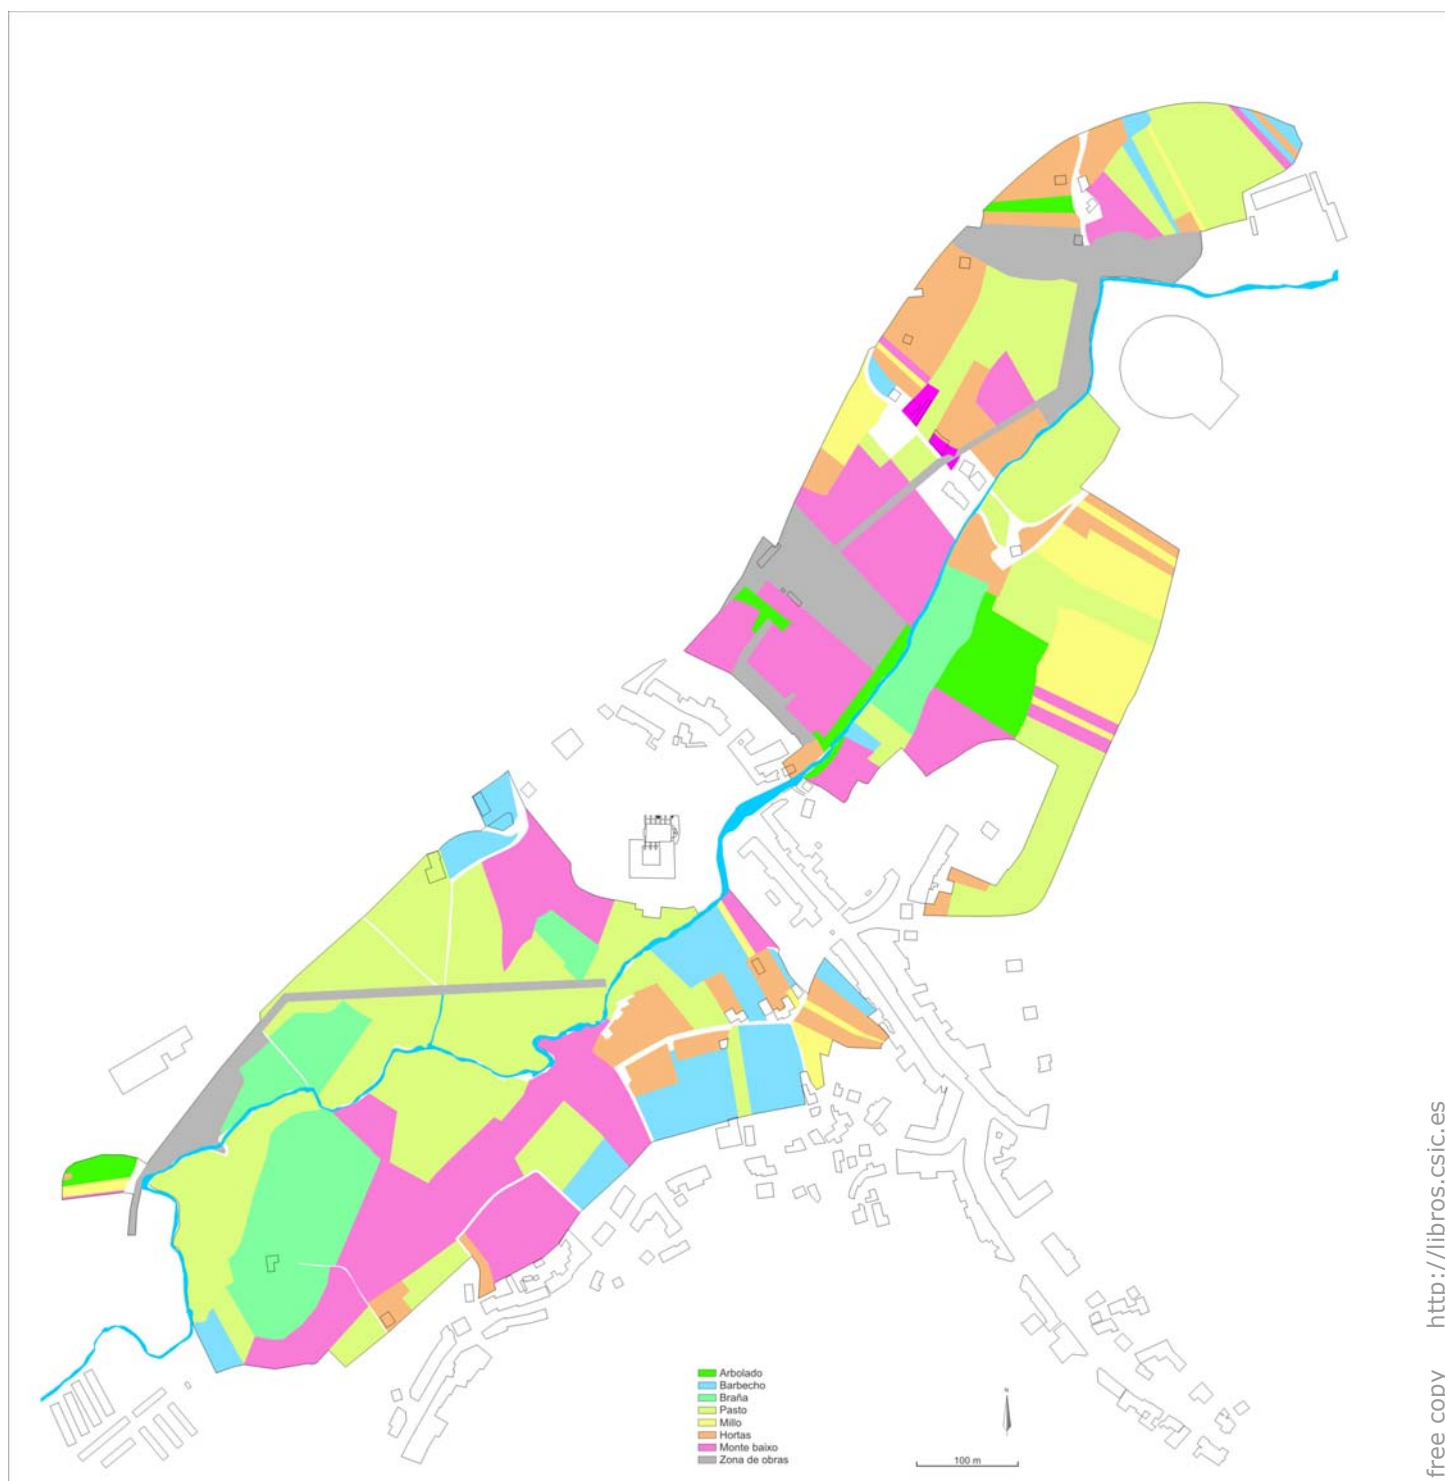 Arbolado
Barbecho
Braña
Pasto
Millo
Hortas
Monte baixo
Zona de obras
N
100 m
free copy http://libros.csic.es